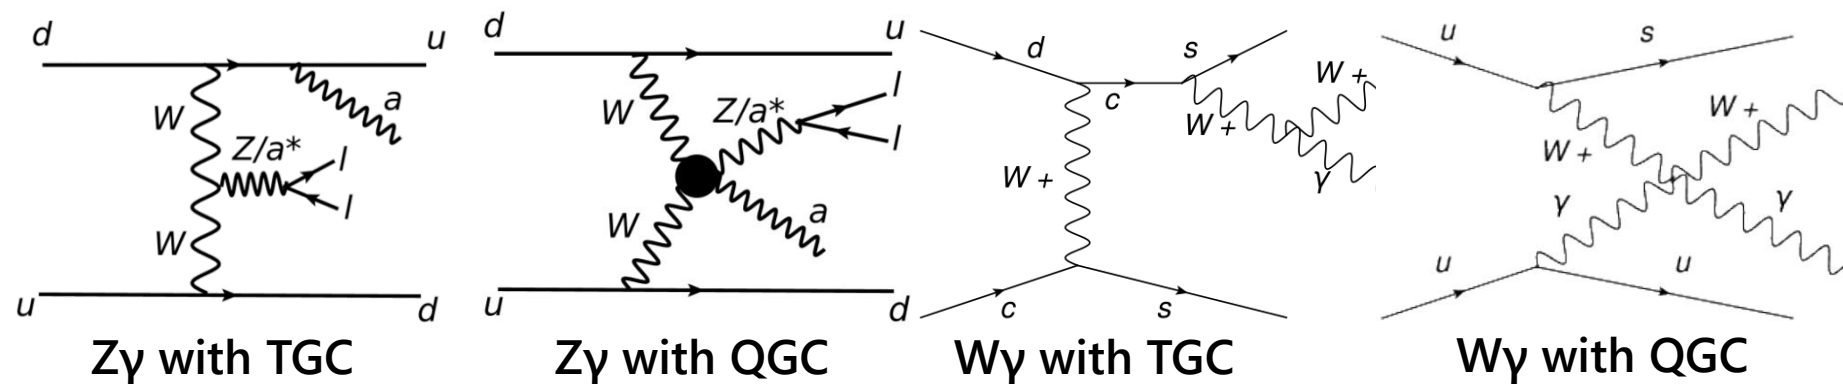 d
u
W
a
Z/a*
l
l
W
u
d
Zγ with TGC
d
u
W
Z/a*
l
l
W
a
u
d
Zγ with QGC
d
s
c
W +
W +
W +
γ
c
s
Wγ with TGC
u
s
W +
W +
γ
γ
u
u
Wγ with QGC